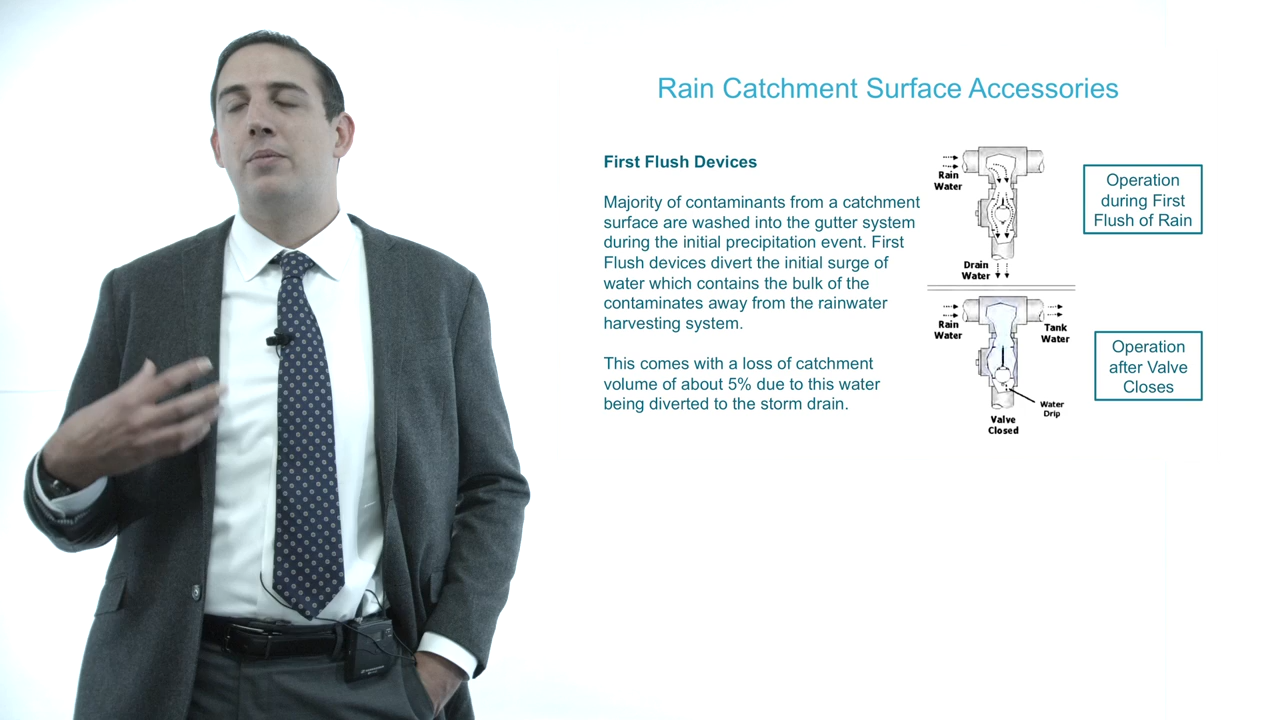 Rain Catchment Surface Accessories
First Flush Devices
Majority of contaminants from a catchment
surface are washed into the gutter system
during the initial precipitation event. First
Flush devices divert the initial surge of
water which contains the bulk of the
contaminates away from the rainwater
harvesting system.
This comes with a loss of catchment
volume of about 5% due to this water
being diverted to the storm drain.
Rain
Water
Drain
Water
Operation
during First
Flush of Rain
Rain
Water
Tank
Water
Water
Drip
Valve
Closed
Operation
after Valve
Closes